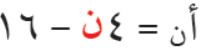 أن = ٤ن − ١٦